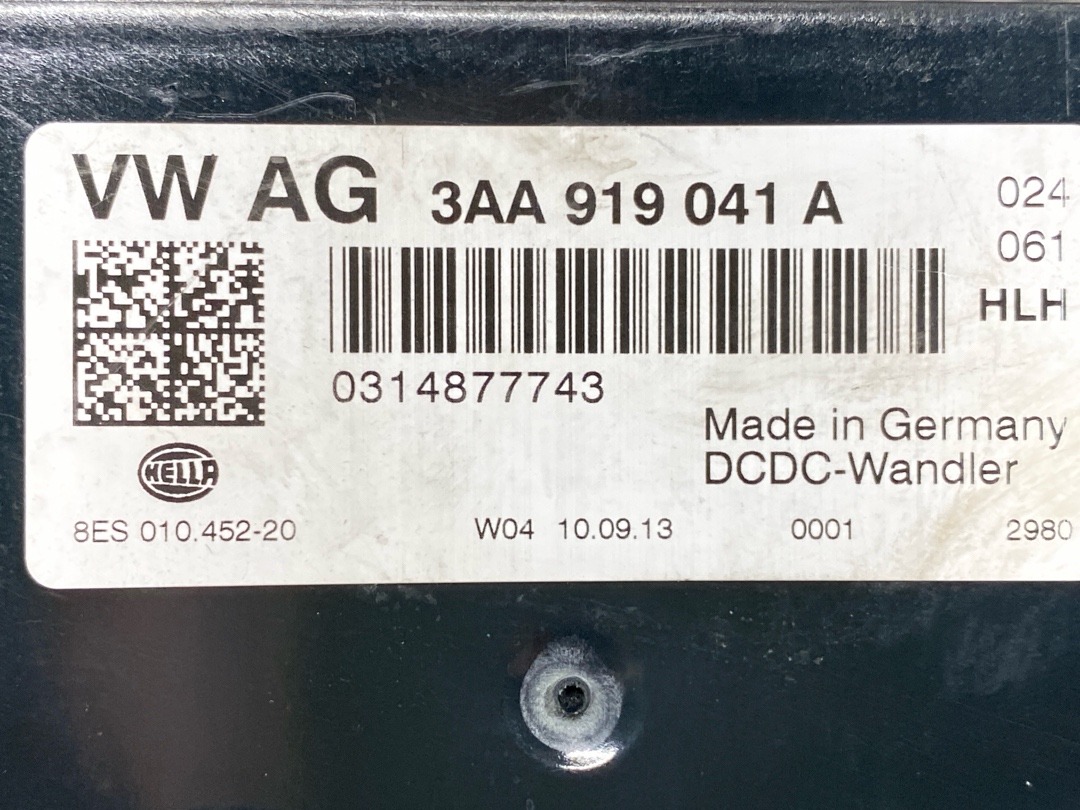 VW AG 3AA 919 041 A
024
061
HLH
0314877743
Made in Germany
DCDC-Wandler
HELLA
8ES 010.452-20 W04 10.09.13 0001 2980